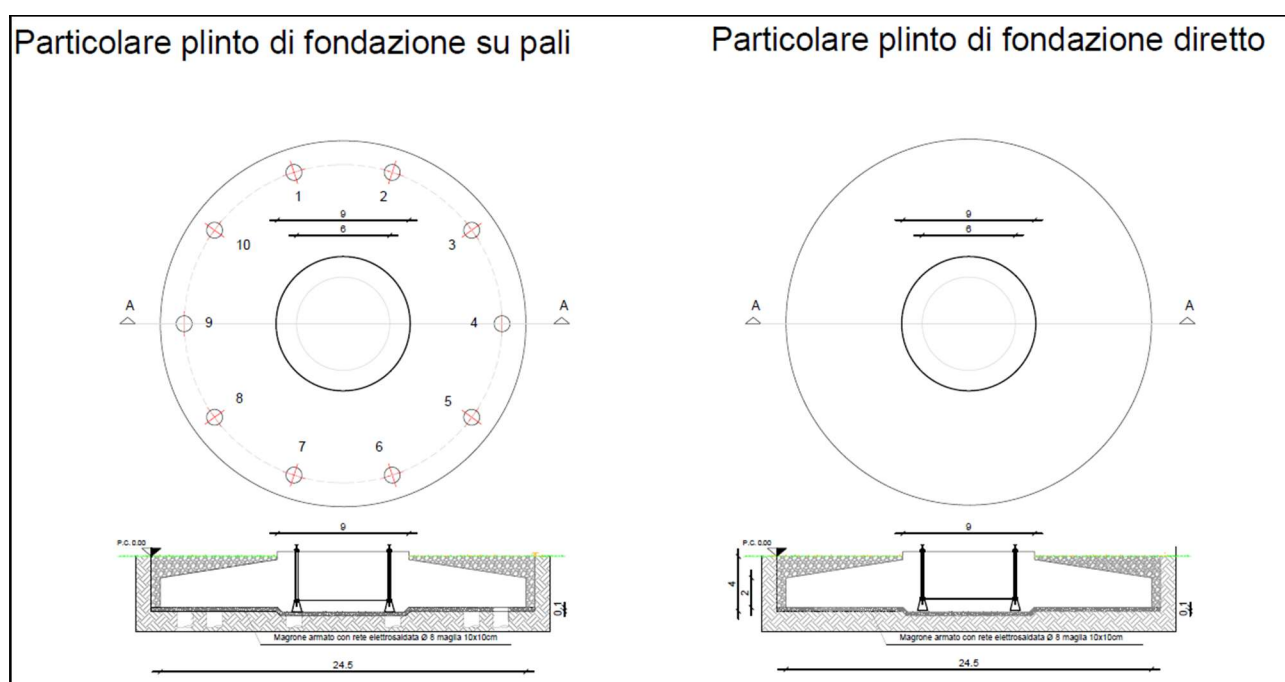 Particolare plinto di fondazione su pali
Particolare plinto di fondazione diretto
1
2
9
6
10
3
A
9
4
A
8
5
7
6
9
P.C. 0.00
0,1
Magrone armato con rete elettrosaldata Ø 8 maglia 10x10cm
24.5
9
6
A
A
9
P.C. 0.00
4
2
0,1
Magrone armato con rete elettrosaldata Ø 8 maglia 10x10cm
24.5